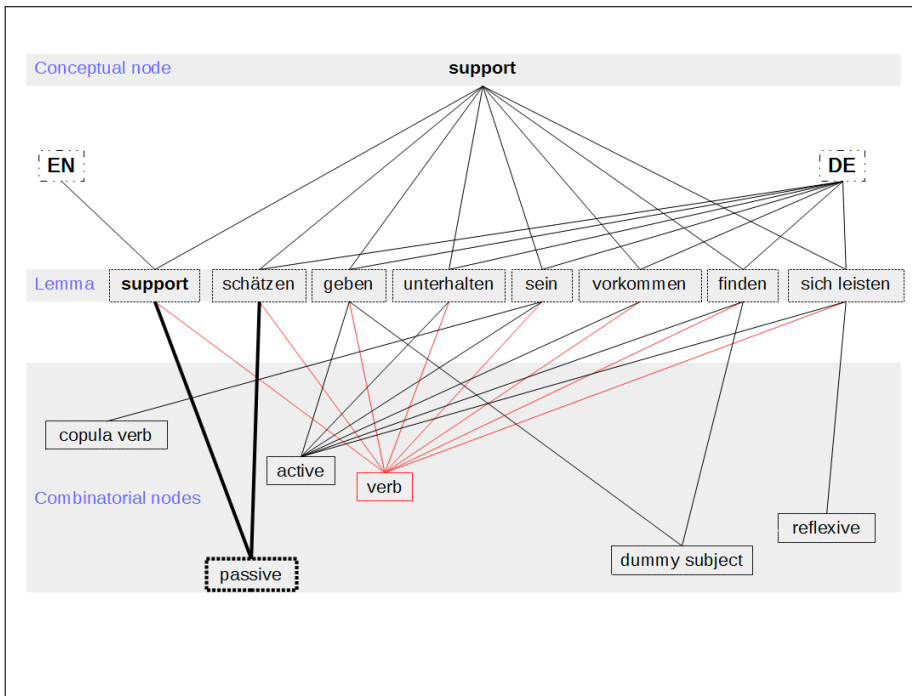 Conceptual node support
EN DE
Lemma support schätzen geben unterhalten sein vorkommen finden sich leisten
copula verb
active
verb
Combinatorial nodes
reflexive
dummy subject
passive